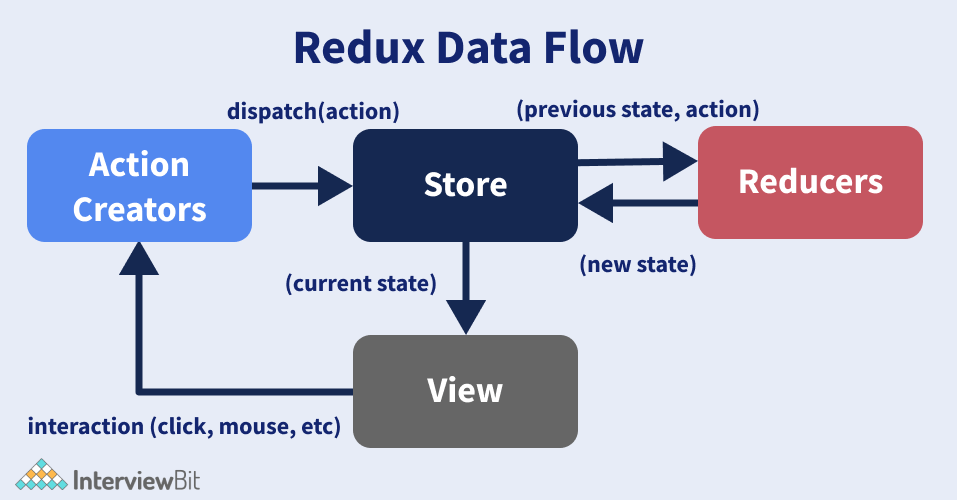 Redux Data Flow
dispatch(action)
(previous state, action)
Action
Creators
Store
Reducers
(current state)
(new state)
View
interaction (click, mouse, etc)
InterviewBit